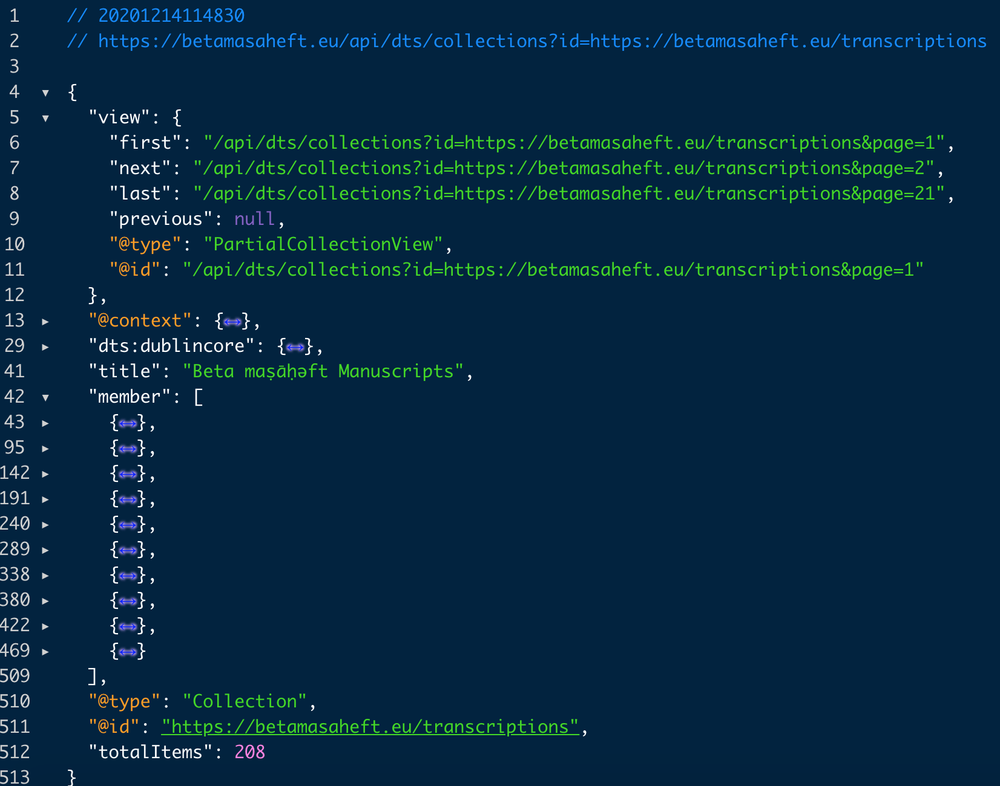 1 // 20201214114830
2 // https://betamasaheft.eu/api/dts/collections?id=https://betamasaheft.eu/transcriptions
3
4 ▼ {
5 ▼ "view": {
6 "first": "/api/dts/collections?id=https://betamasaheft.eu/transcriptions&page=1",
7 "next": "/api/dts/collections?id=https://betamasaheft.eu/transcriptions&page=2",
8 "last": "/api/dts/collections?id=https://betamasaheft.eu/transcriptions&page=21",
9 "previous": null,
10 "@type": "PartialCollectionView",
11 "@id": "/api/dts/collections?id=https://betamasaheft.eu/transcriptions&page=1"
12 },
13 ▶ "@context": {↔},
29 ▶ "dts:dublincore": {↔},
41 "title": "Beta maṣāḥəft Manuscripts",
42 ▼ "member": [
43 ▶ {↔},
95 ▶ {↔},
142 ▶ {↔},
191 ▶ {↔},
240 ▶ {↔},
289 ▶ {↔},
338 ▶ {↔},
380 ▶ {↔},
422 ▶ {↔},
469 ▶ {↔}
509 ],
510 "@type": "Collection",
511 "@id": "https://betamasaheft.eu/transcriptions",
512 "totalItems": 208
513 }